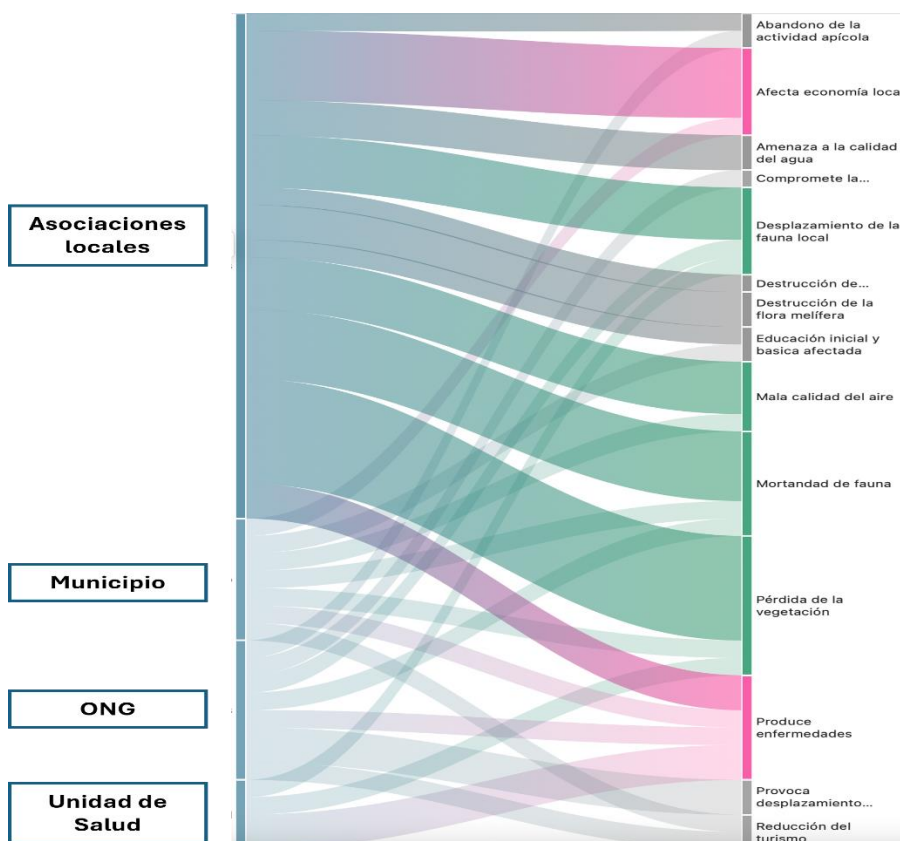 Asociaciones
locales
Municipio
ONG
Unidad de
Salud
Abandono de la
actividad apícola
Afecta economía loca
Amenaza a la calidad
del agua
Compromete la...
Desplazamiento de la
fauna local
Destrucción de...
Destrucción de la
flora melífera
Educación inicial y
basica afectada
Mala calidad del aire
Mortandad de fauna
Pérdida de la
vegetación
Produce
enfermedades
Provoca
desplazamiento...
Reducción del
turismo